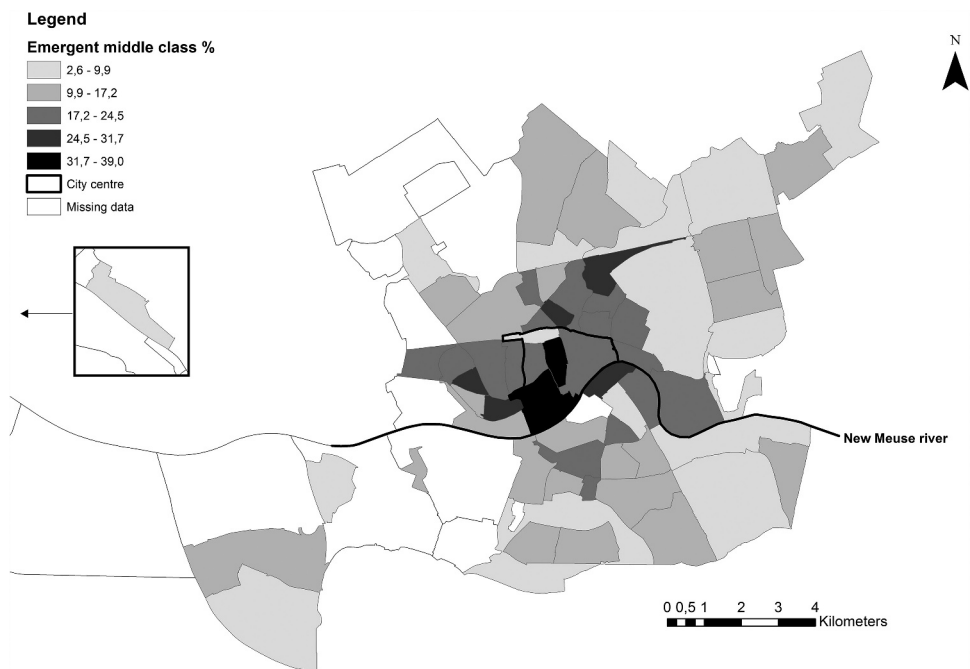 Legend
Emergent middle class %
2,6 - 9,9
9,9 - 17,2
17,2 - 24,5
24,5 - 31,7
31,7 - 39,0
City centre
Missing data
N
New Meuse river
0 0,5 1 2 3 4
Kilometers